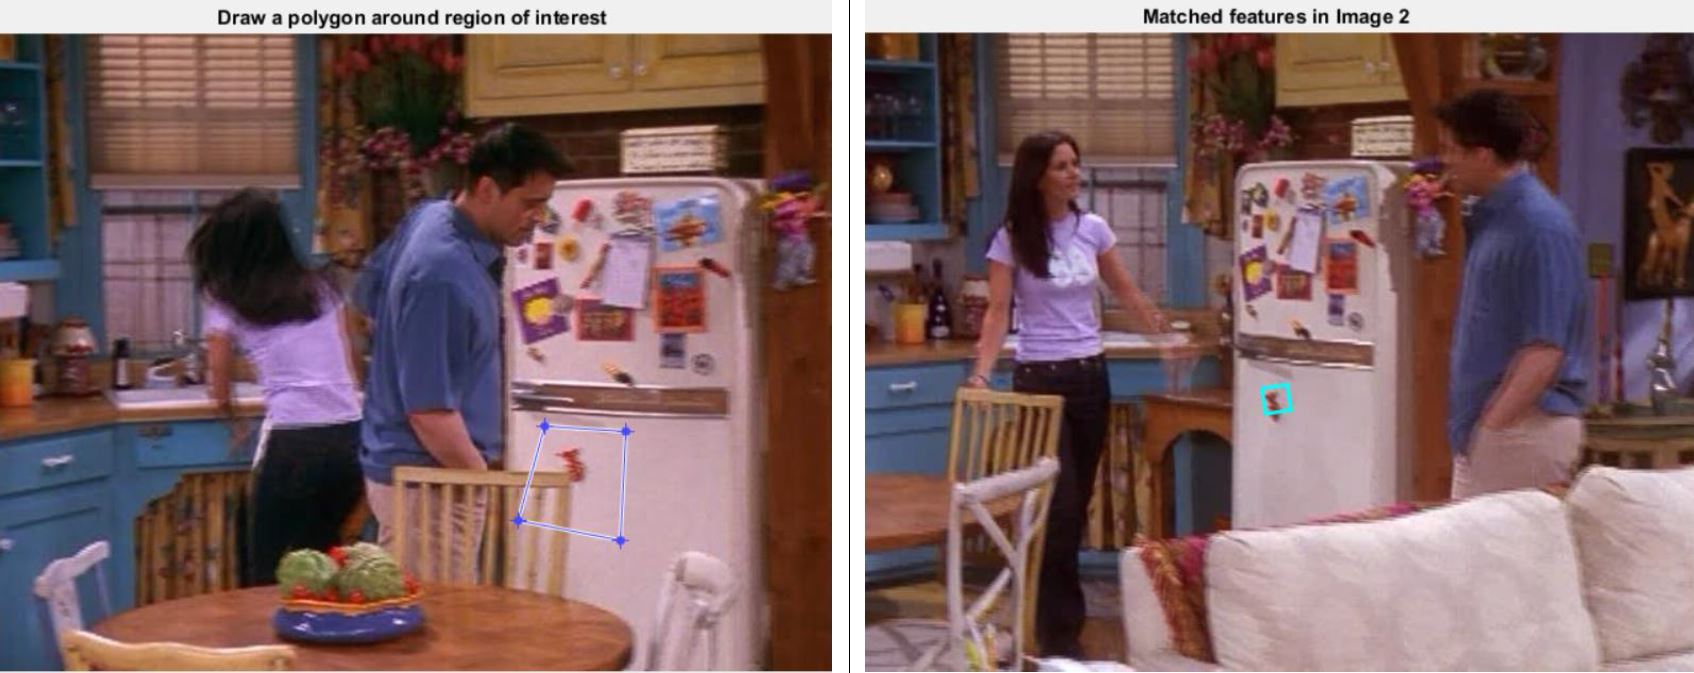 Draw a polygon around region of interest
Matched features in Image 2